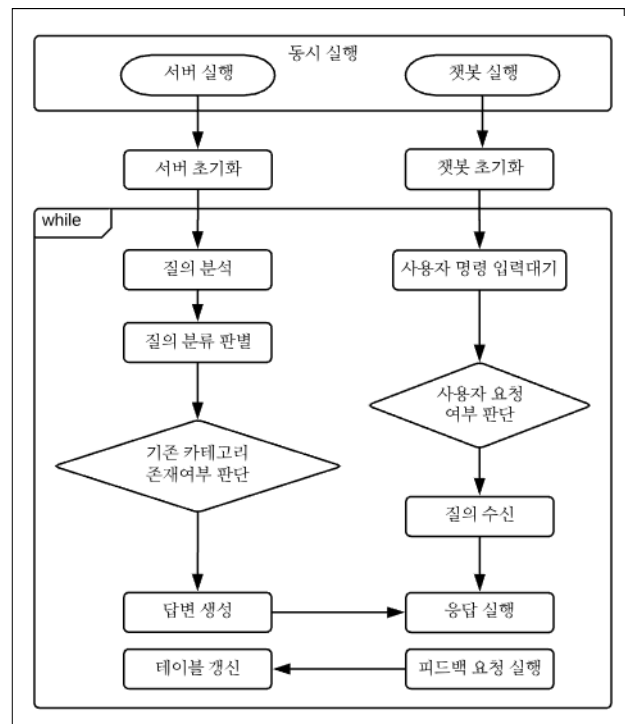 동시 실행
서버 실행
챗봇 실행
서버 초기화
챗봇 초기화
while
질의 분석
사용자 명령 입력대기
질의 분류 판별
사용자 요청
여부 판단
기존 카테고리
존재여부 판단
질의 수신
답변 생성
응답 실행
테이블 갱신
피드백 요청 실행